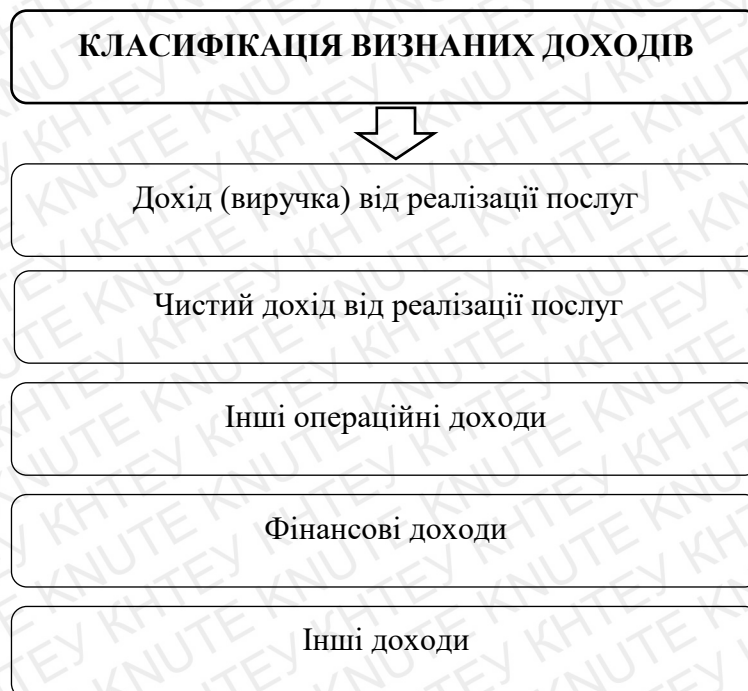 КЛАСИФІКАЦІЯ ВИЗНАНИХ ДОХОДІВ
Дохід (виручка) від реалізації послуг
Чистий дохід від реалізації послуг
Інші операційні доходи
Фінансові доходи
Інші доходи